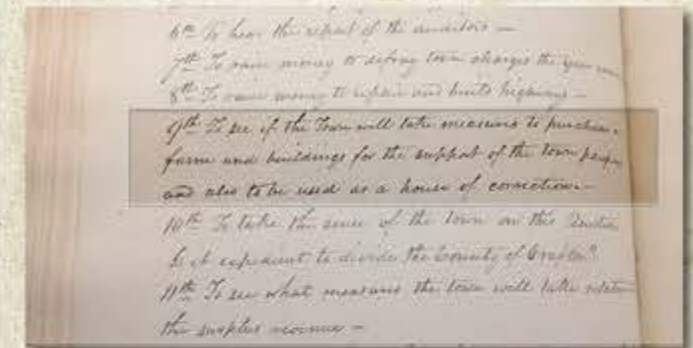 6th To hear the report of the auditors —
7th To raise money to defray town charges the year
8th To raise money to repair and build highways —
9th To see if the Town will take measures to purchase
farm and buildings for the support of the town
and also to be used as a house of correction —
10th To take the sense of the town on this question
Is it expedient to divide the County of Grafton?
11th To see what measures the town will take
the surplus revenue —